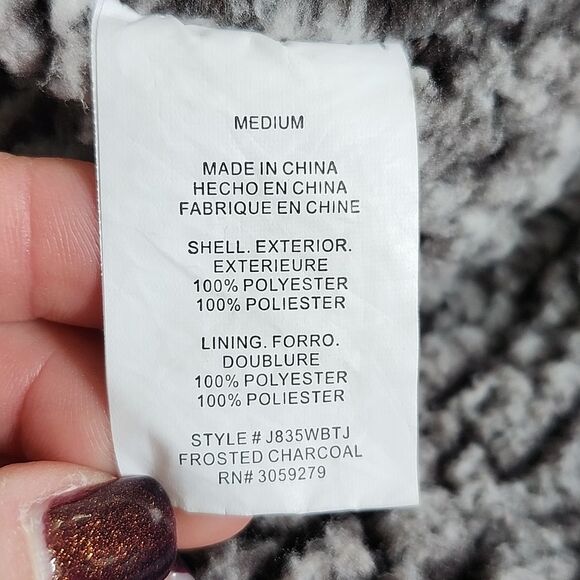 MEDIUM
MADE IN CHINA
HECHO EN CHINA
FABRIQUE EN CHINE
SHELL. EXTERIOR.
EXTERIEURE
100% POLYESTER
100% POLIESTER
LINING. FORRO.
DOUBLURE
100% POLYESTER
100% POLIESTER
STYLE # J835WBTJ
FROSTED CHARCOAL
RN# 3059279